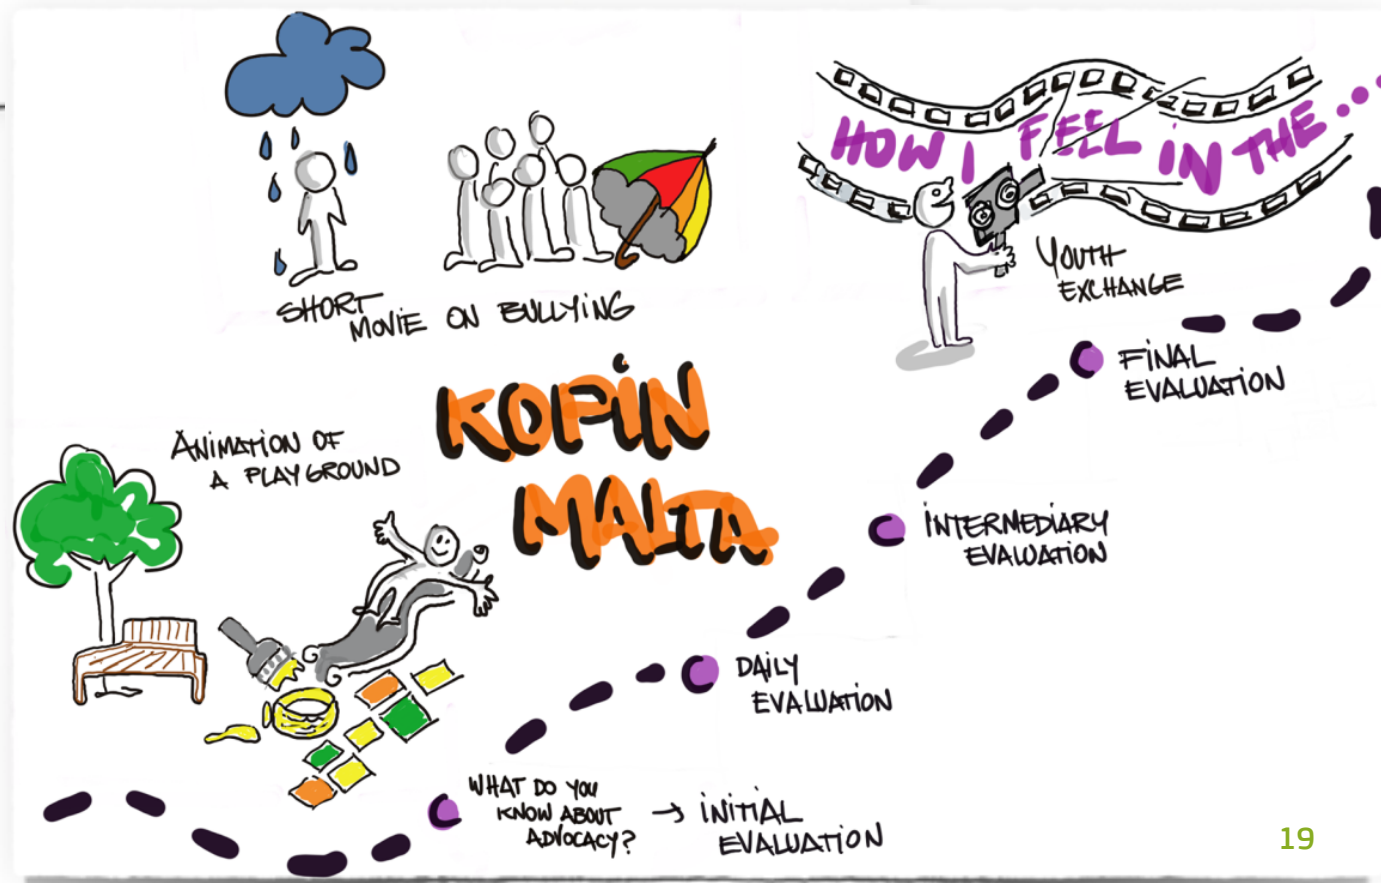 HOW I FEEL IN THE...
YOUTH
EXCHANGE
SHORT
MOVIE ON BULLYING
KOPIN
MALTA
ANIMATION OF
A PLAYGROUND
FINAL
EVALUATION
INTERMEDIARY
EVALUATION
DAILY
EVALUATION
WHAT DO YOU
KNOW ABOUT
ADVOCACY?
→ INITIAL
EVALUATION
19